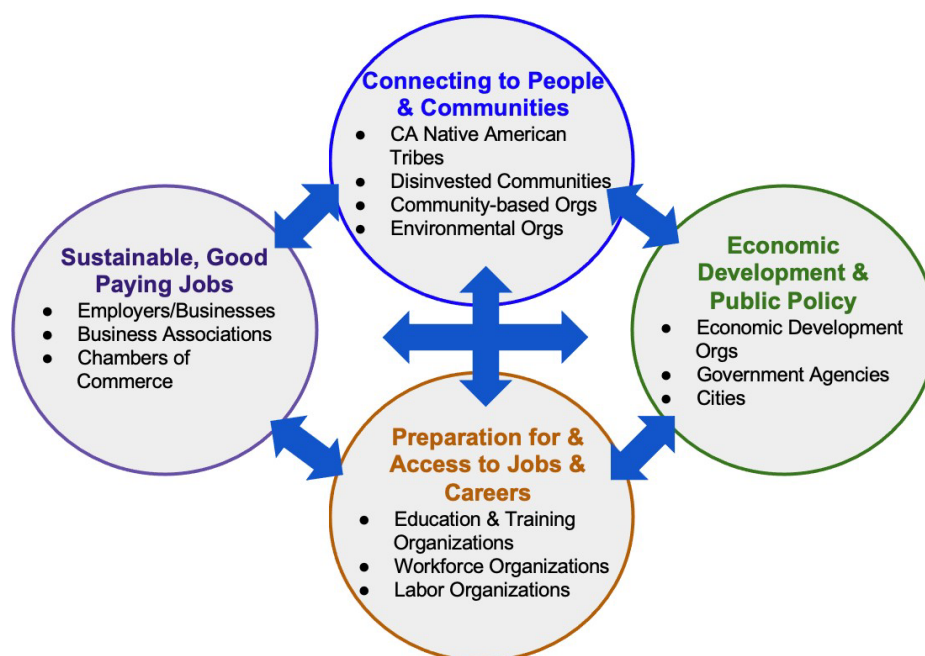 Connecting to People
& Communities
● CA Native American
Tribes
● Disinvested Communities
● Community-based Orgs
● Environmental Orgs
Sustainable, Good
Paying Jobs
● Employers/Businesses
● Business Associations
● Chambers of
Commerce
Economic
Development &
Public Policy
● Economic Development
Orgs
● Government Agencies
● Cities
Preparation for &
Access to Jobs &
Careers
● Education & Training
Organizations
● Workforce Organizations
● Labor Organizations